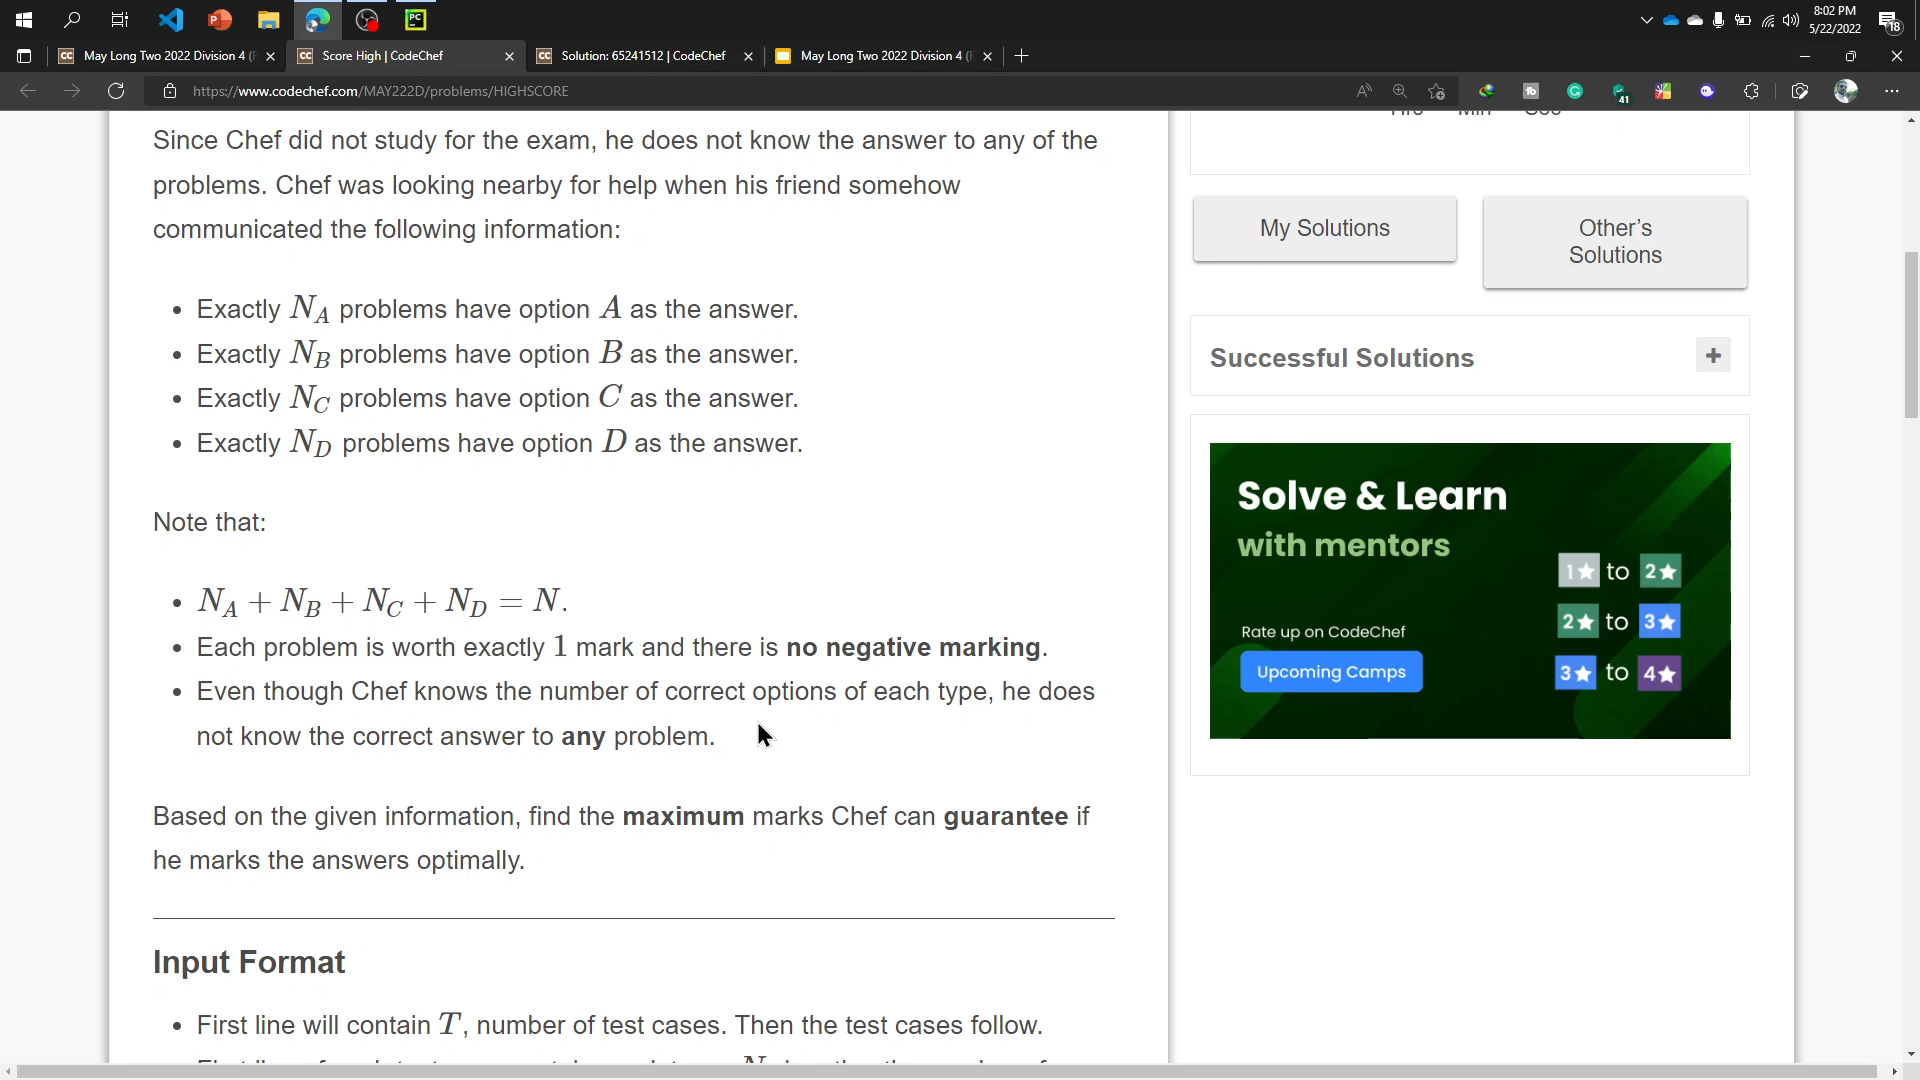 8:02 PM
5/22/2022
18
May Long Two 2022 Division 4 (
Score High | CodeChef
Solution: 65241512 | CodeChef
May Long Two 2022 Division 4 (
https://www.codechef.com/MAY222D/problems/HIGHSCORE
41
Since Chef did not study for the exam, he does not know the answer to any of the
problems. Chef was looking nearby for help when his friend somehow
communicated the following information:
• Exactly N_A problems have option A as the answer.
• Exactly N_B problems have option B as the answer.
• Exactly N_C problems have option C as the answer.
• Exactly N_D problems have option D as the answer.
Note that:
• N_A + N_B + N_C + N_D = N.
• Each problem is worth exactly 1 mark and there is no negative marking.
• Even though Chef knows the number of correct options of each type, he does
not know the correct answer to any problem.
Based on the given information, find the maximum marks Chef can guarantee if
he marks the answers optimally.
Input Format
• First line will contain T, number of test cases. Then the test cases follow.
My Solutions
Other's
Solutions
Successful Solutions
+
Solve & Learn
with mentors
1★ to 2★
2★ to 3★
Rate up on CodeChef
Upcoming Camps
3★ to 4★